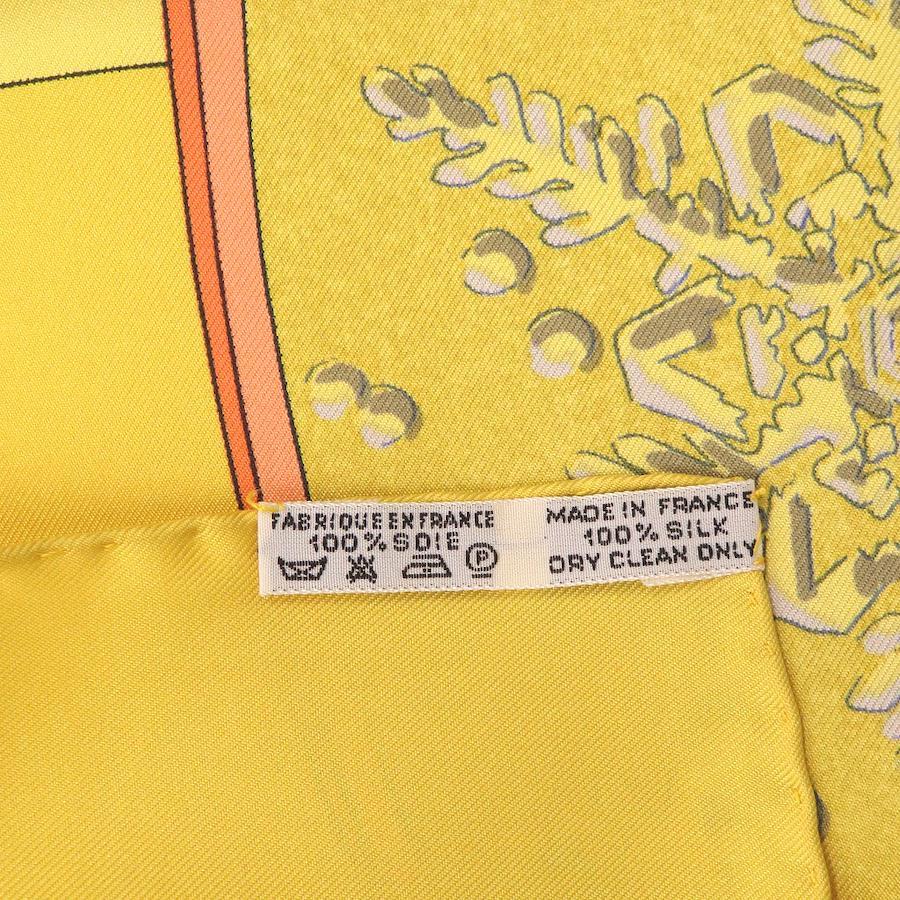 FABRIQUE EN FRANCE
100% SOIE
P
MADE IN FRANCE
100% SILK
DRY CLEAN ONLY